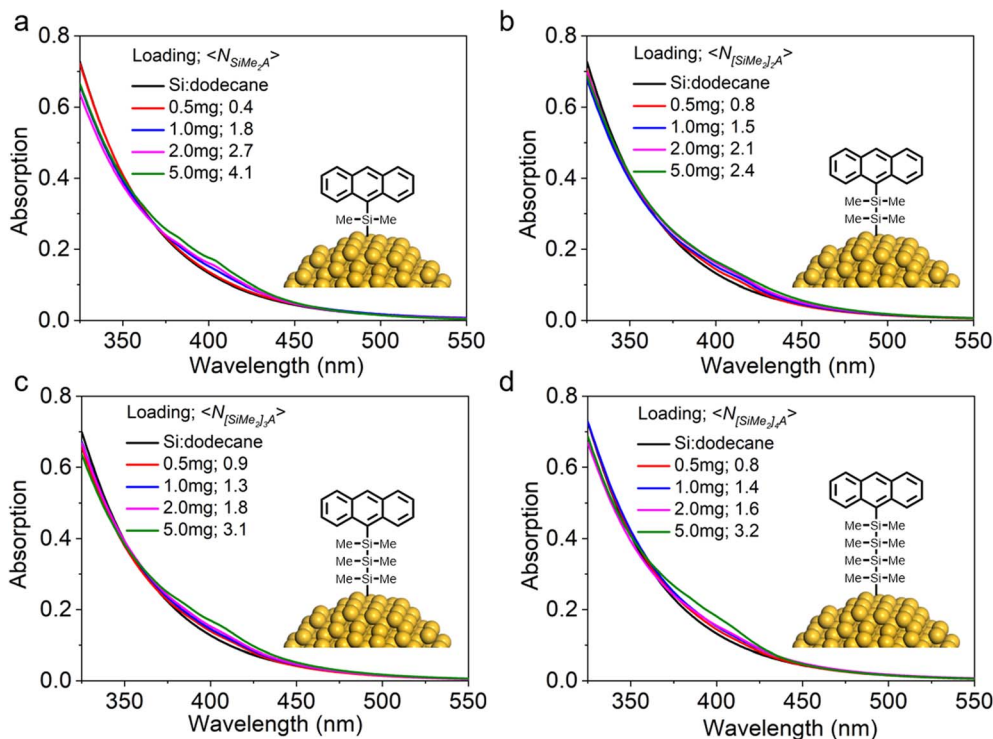 a
Loading; <N_{SiMe₂A}>
Si:dodecane
0.5mg; 0.4
1.0mg; 1.8
2.0mg; 2.7
5.0mg; 4.1
Me Si Me
0.8
0.6
0.4
0.2
0.0
Absorption
350 400 450 500 550
Wavelength (nm)
b
Loading; <N_{[SiMe₂]₂A}>
Si:dodecane
0.5mg; 0.8
1.0mg; 1.5
2.0mg; 2.1
5.0mg; 2.4
Me Si Me
Me Si Me
0.8
0.6
0.4
0.2
0.0
Absorption
350 400 450 500 550
Wavelength (nm)
c
Loading; <N_{[SiMe₂]₃A}>
Si:dodecane
0.5mg; 0.9
1.0mg; 1.3
2.0mg; 1.8
5.0mg; 3.1
Me Si Me
Me Si Me
Me Si Me
0.8
0.6
0.4
0.2
0.0
Absorption
350 400 450 500 550
Wavelength (nm)
d
Loading; <N_{[SiMe₂]₄A}>
Si:dodecane
0.5mg; 0.8
1.0mg; 1.4
2.0mg; 1.6
5.0mg; 3.2
Me Si Me
Me Si Me
Me Si Me
Me Si Me
0.8
0.6
0.4
0.2
0.0
Absorption
350 400 450 500 550
Wavelength (nm)